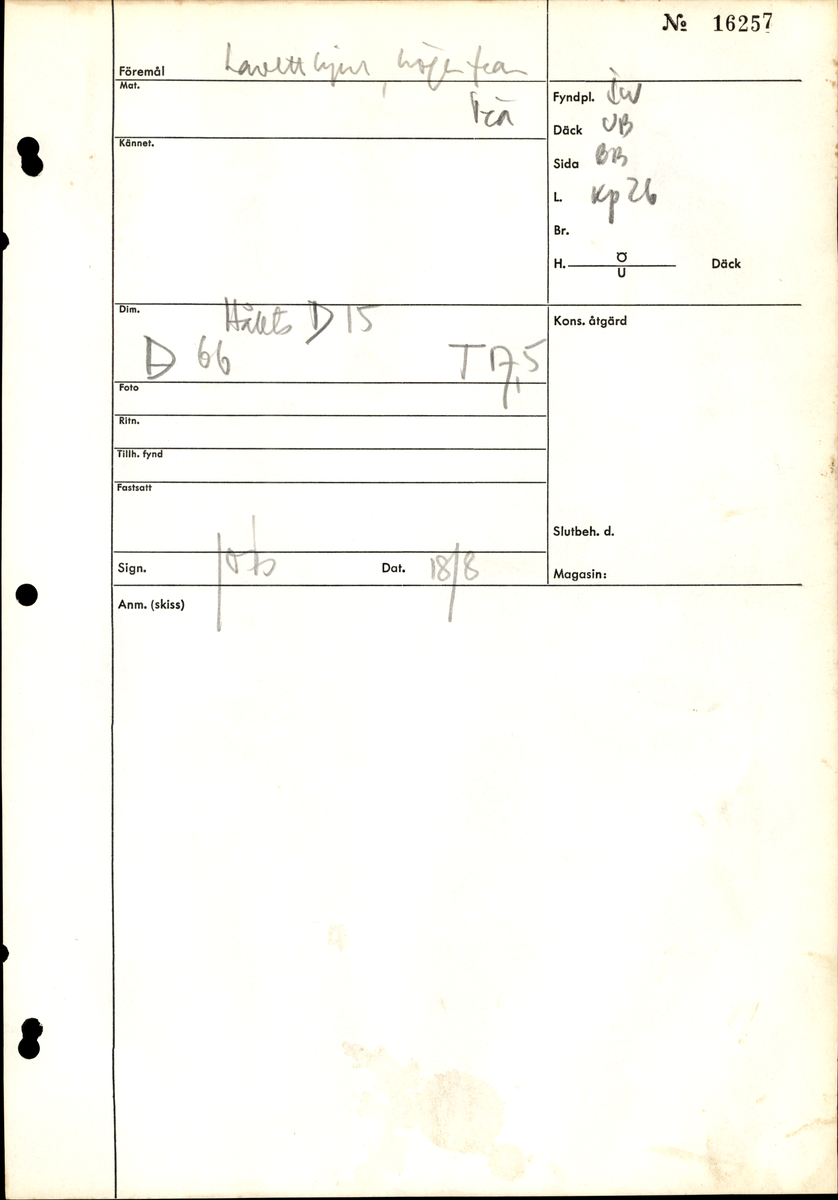 № 16257
Föremål Lavetthjul, höger fram
Mat. Trä
Fyndpl. IW
Däck UB
Kännet.
Sida BB
L. Kp 26
Br.
H. Ö U Däck
Dim. Hålets D 15
D 66 T 17,5
Kons. åtgärd
Foto
Ritn.
Tillh. fynd
Fastsatt
Slutbeh. d.
Sign. Dat. 18/8
Magasin:
Anm. (skiss)